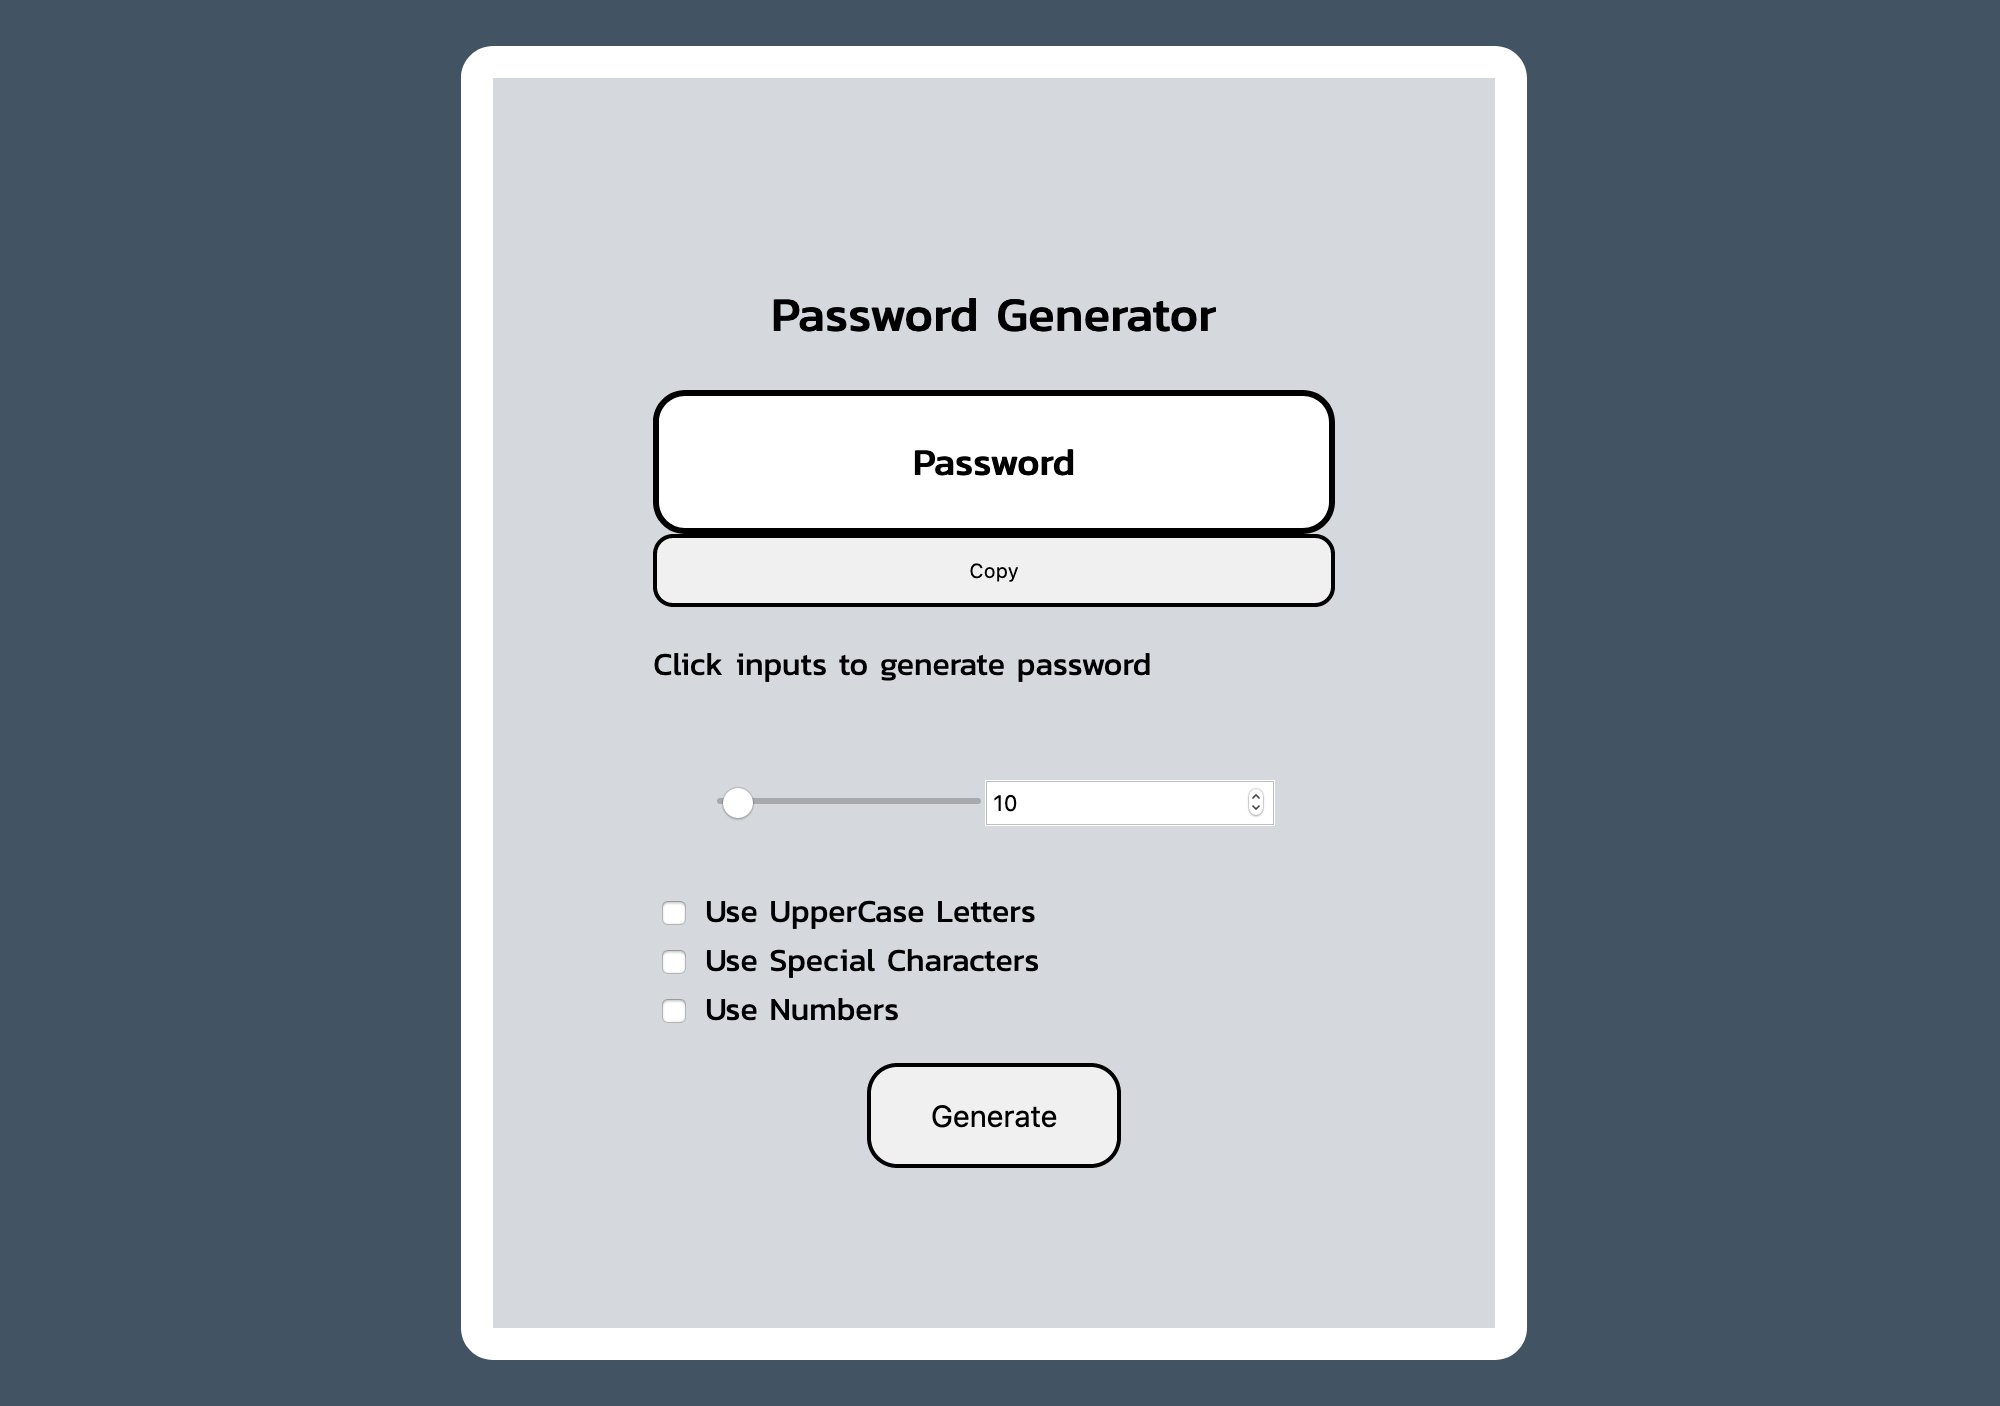 Password Generator
Password
Copy
Click inputs to generate password
10
Use UpperCase Letters
Use Special Characters
Use Numbers
Generate